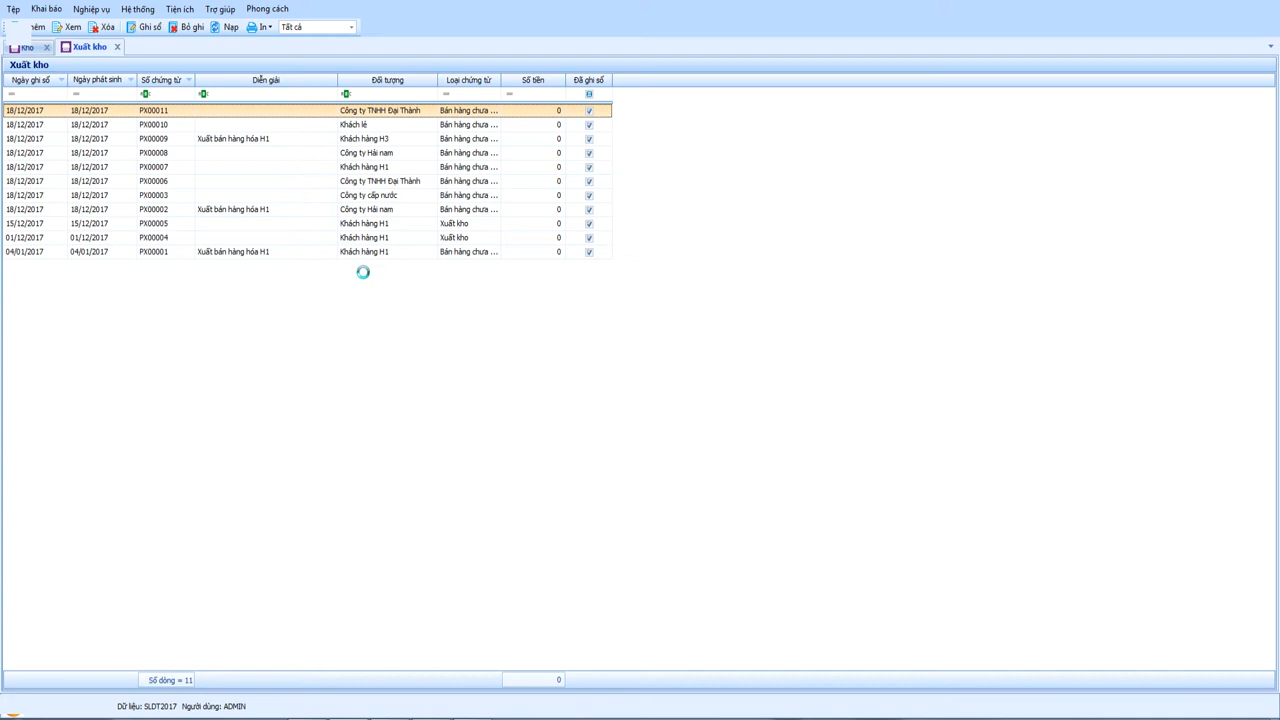 Tệp Khai báo Nghiệp vụ Hệ thống Tiện ích Trợ giúp Phong cách
Xem Xóa Ghi sổ Bỏ ghi Nạp In Tất cả
Kho Xuất kho
Xuất kho
Ngày ghi sổ Ngày phát sinh Số chứng từ Diễn giải Đối tượng Loại chứng từ Số tiền Đã ghi sổ
18/12/2017 18/12/2017 PX00011 Công ty TNHH Đại Thành Bán hàng chưa ... 0
18/12/2017 18/12/2017 PX00010 Khách lẻ Bán hàng chưa ... 0
18/12/2017 18/12/2017 PX00009 Xuất bán hàng hóa H1 Khách hàng H3 Bán hàng chưa ... 0
18/12/2017 18/12/2017 PX00008 Công ty Hải nam Bán hàng chưa ... 0
18/12/2017 18/12/2017 PX00007 Khách hàng H1 Bán hàng chưa ... 0
18/12/2017 18/12/2017 PX00006 Công ty TNHH Đại Thành Bán hàng chưa ... 0
18/12/2017 18/12/2017 PX00003 Công ty cấp nước Bán hàng chưa ... 0
18/12/2017 18/12/2017 PX00002 Xuất bán hàng hóa H1 Công ty Hải nam Bán hàng chưa ... 0
15/12/2017 15/12/2017 PX00005 Khách hàng H1 Xuất kho 0
01/12/2017 01/12/2017 PX00004 Khách hàng H1 Xuất kho 0
04/01/2017 04/01/2017 PX00001 Xuất bán hàng hóa H1 Khách hàng H1 Bán hàng chưa ... 0
Số dòng = 11 0
Dữ liệu: SLDT2017 Người dùng: ADMIN